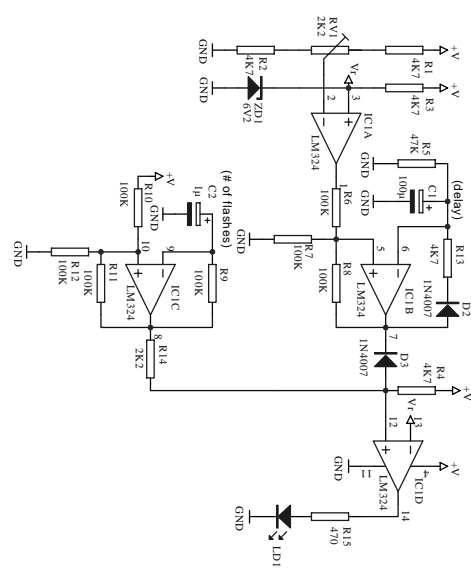 +V
+V
R1
4K7
R3
4K7
RV1
2K2
R2
4K7
GND
GND
ZD1
6V2
Vr
2
3
IC1A
LM324
1
R6
100K
R5
47K
GND
(delay)
C1
100µ
GND
R13
4K7
D2
1N4007
6
5
IC1B
LM324
7
R7
100K
GND
R8
100K
(# of flashes)
C2
1µ
GND
+V
R10
100K
R9
100K
9
10
IC1C
LM324
8
R11
100K
R12
100K
GND
R14
2K2
D3
1N4007
R4
4K7
+V
Vr
13
12
+V
4
11
GND
IC1D
LM324
14
R15
470
LD1
GND